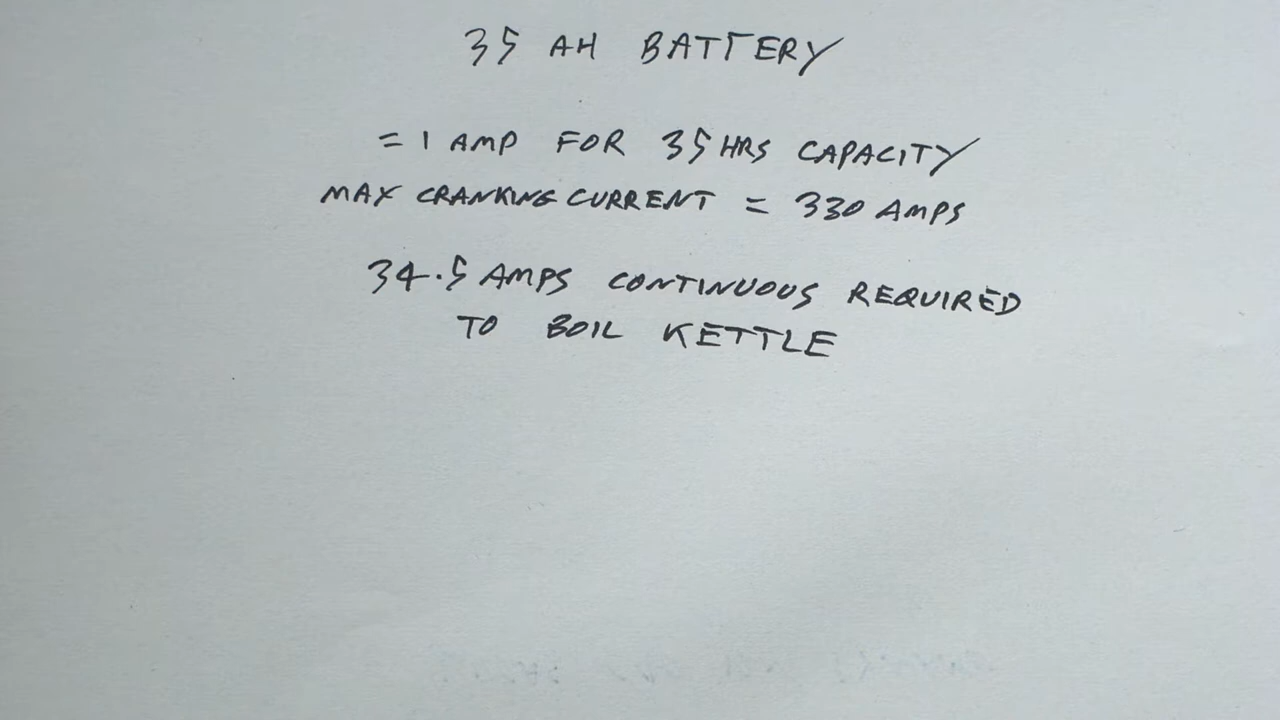 35 AH BATTERY
= 1 AMP FOR 35 HRS CAPACITY
MAX CRANKING CURRENT = 330 AMPS
34.5 AMPS CONTINUOUS REQUIRED
TO BOIL KETTLE